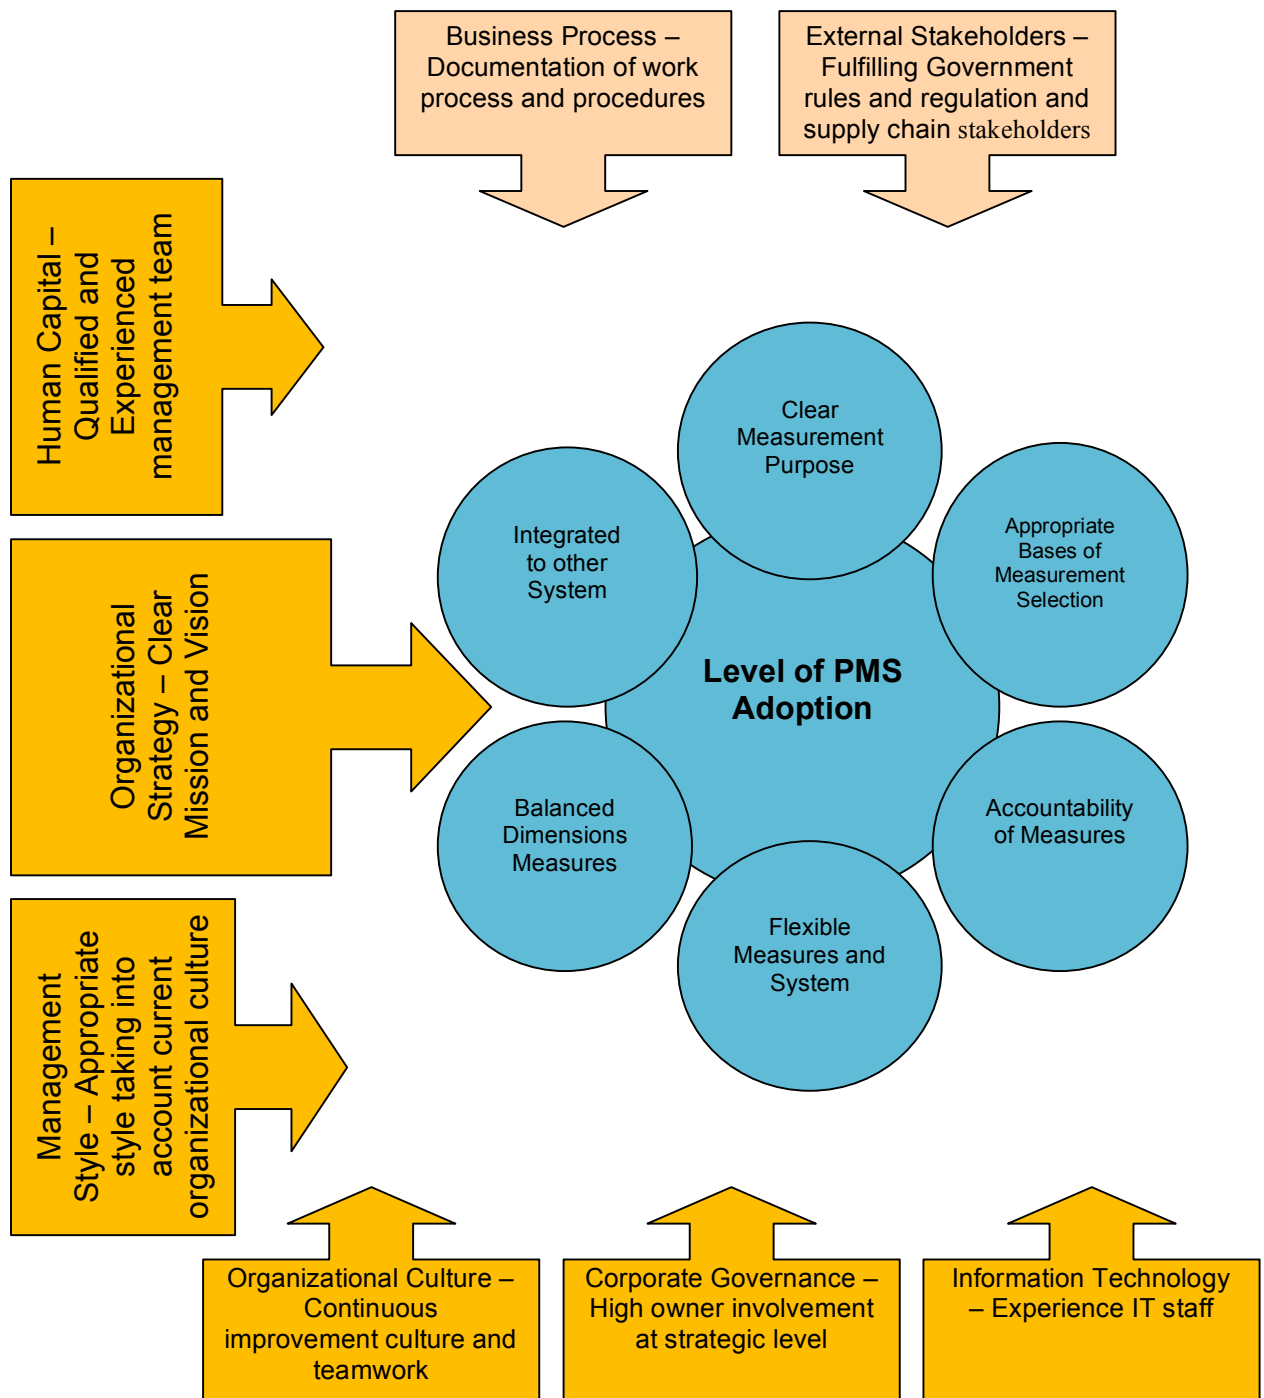 Business Process –
Documentation of work
process and procedures
External Stakeholders –
Fulfilling Government
rules and regulation and
supply chain stakeholders
Human Capital –
Qualified and
Experienced
management team
Organizational
Strategy – Clear
Mission and Vision
Management
Style – Appropriate
style taking into
account current
organizational culture
Clear
Measurement
Purpose
Integrated
to other
System
Appropriate
Bases of
Measurement
Selection
Level of PMS
Adoption
Balanced
Dimensions
Measures
Accountability
of Measures
Flexible
Measures and
System
Organizational Culture –
Continuous
improvement culture and
teamwork
Corporate Governance –
High owner involvement
at strategic level
Information Technology
– Experience IT staff